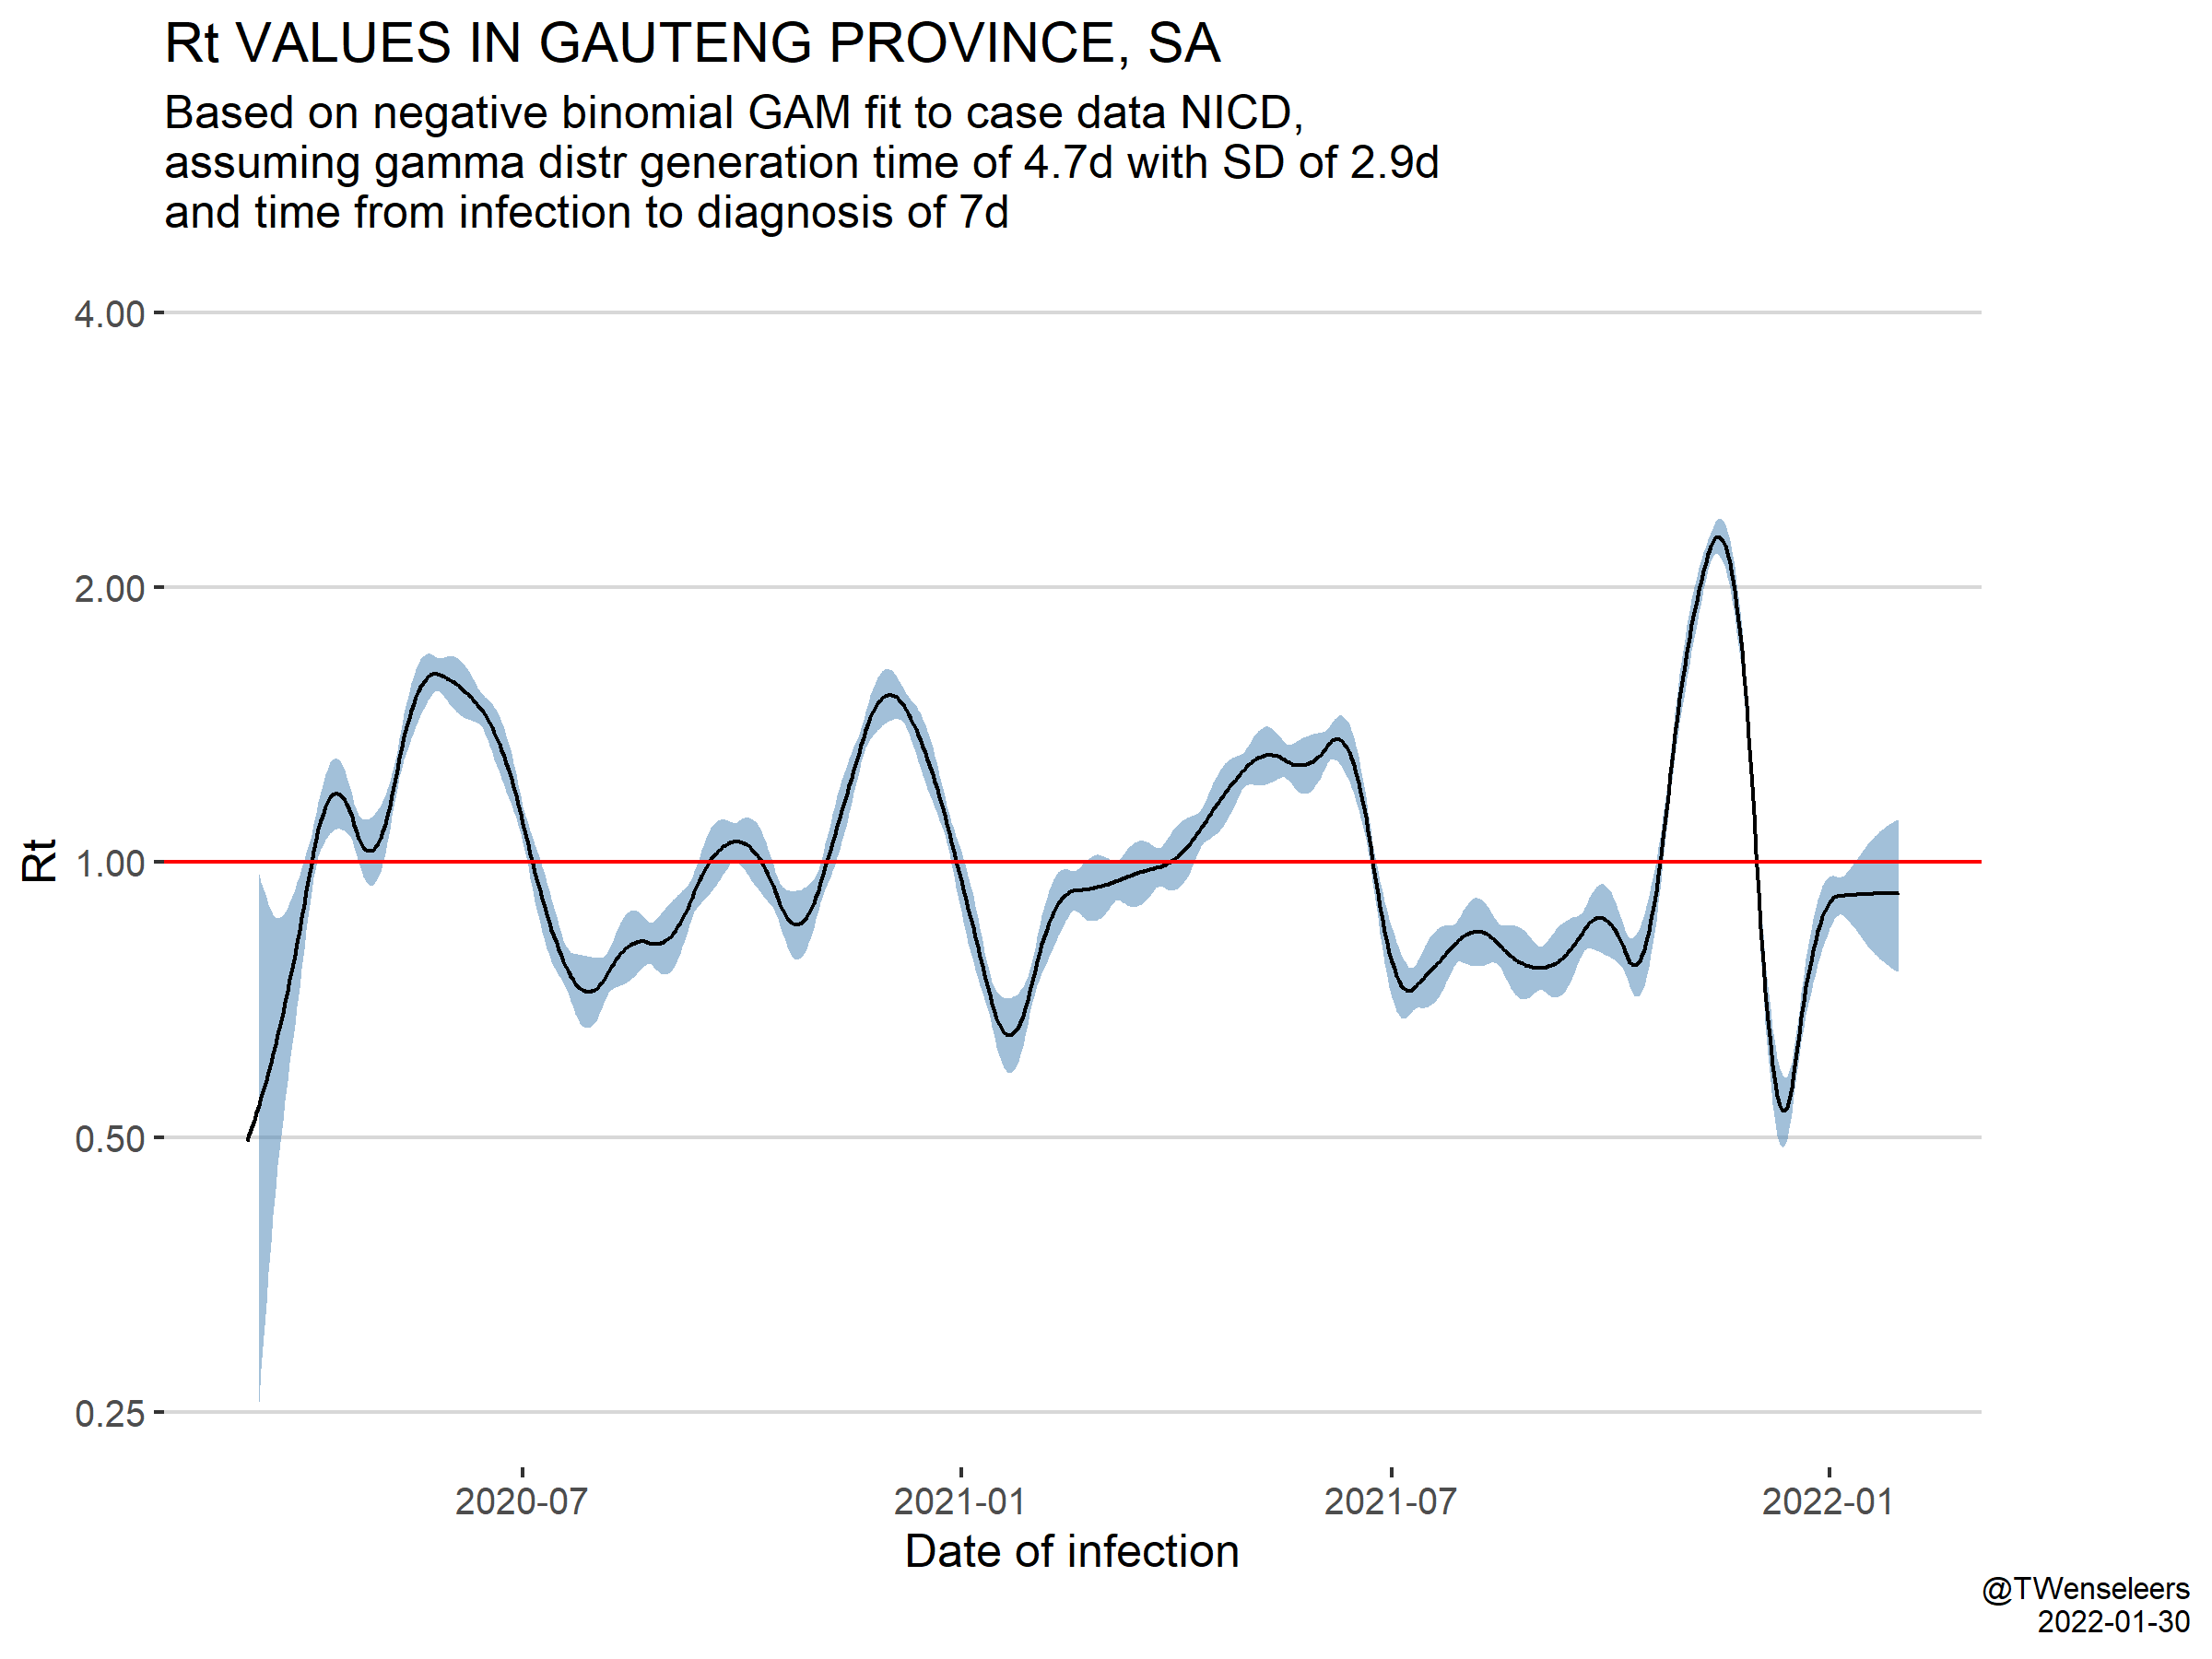 Rt VALUES IN GAUTENG PROVINCE, SA
Based on negative binomial GAM fit to case data NICD,
assuming gamma distr generation time of 4.7d with SD of 2.9d
and time from infection to diagnosis of 7d
4.00
2.00
1.00
0.50
0.25
Rt
2020-07
2021-01
2021-07
2022-01
Date of infection
@TWenseleers
2022-01-30